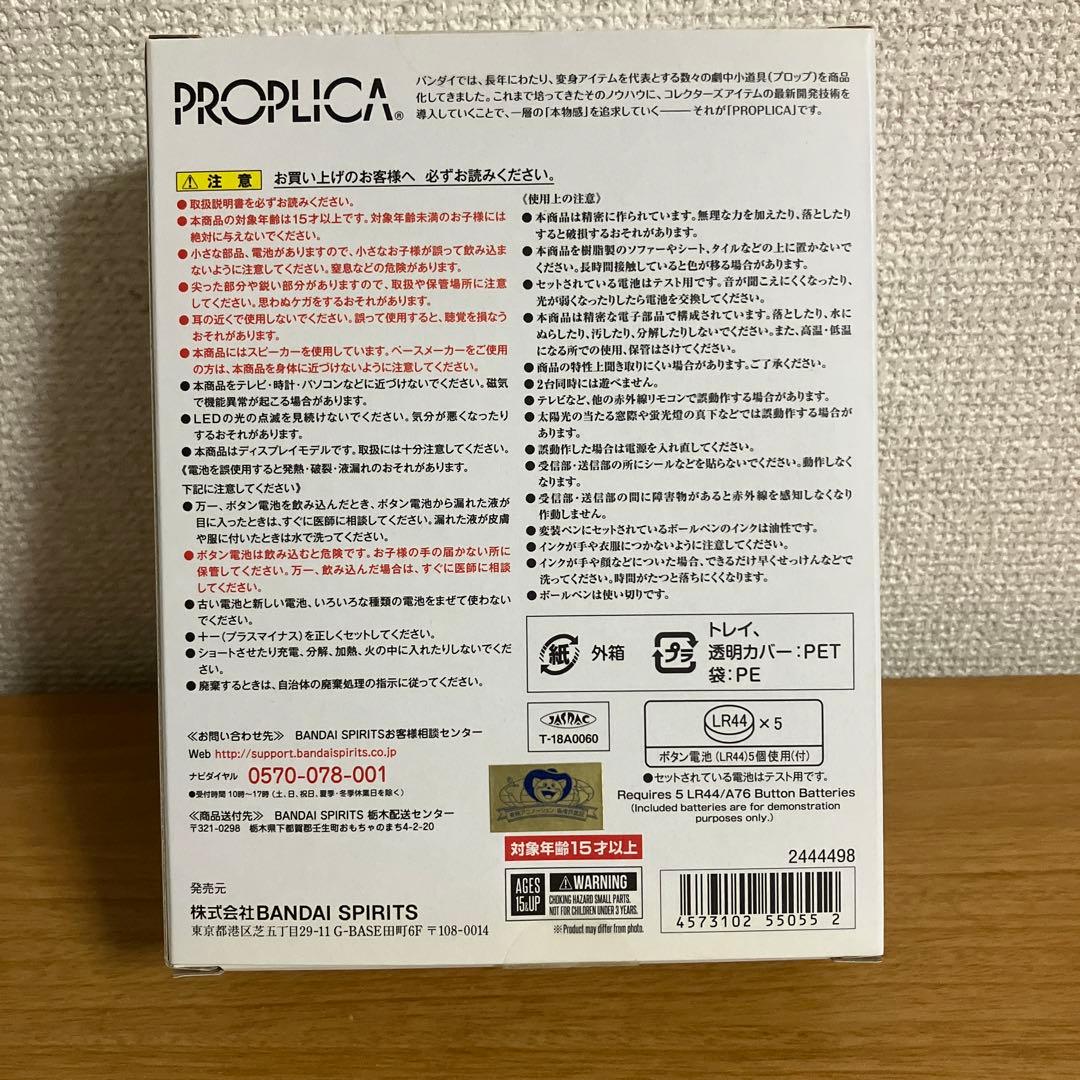 PROPLICA®
バンダイでは、長年にわたり、変身アイテムを代表とする数々の劇中小道具(プロップ)を商品
化してきました。これまで培ってきたそのノウハウに、コレクターズアイテムの最新開発技術を
導入していくことで、一層の「本物感」を追求していく――それが「PROPLICA」です。
注意 お買い上げのお客様へ 必ずお読みください。
●取扱説明書を必ずお読みください。
●本商品の対象年齢は15才以上です。対象年齢未満のお子様には
絶対に与えないでください。
●小さな部品、電池がありますので、小さなお子様が誤って飲み込ま
ないように注意してください。窒息などの危険があります。
●尖った部分や鋭い部分がありますので、取扱や保管場所に注意
してください。思わぬケガをするおそれがあります。
●耳の近くで使用しないでください。誤って使用すると、聴覚を損なう
おそれがあります。
●本商品にはスピーカーを使用しています。ペースメーカーをご使用
の方は、本商品を身体に近づけないように注意してください。
●本商品をテレビ・時計・パソコンなどに近づけないでください。磁気
で機能異常が起こる場合があります。
●LEDの光の点滅を見続けないでください。気分が悪くなったり
するおそれがあります。
●本商品はディスプレイモデルです。取扱には十分注意してください。
《電池を誤使用すると発熱・破裂・液漏れのおそれがあります。
下記に注意してください》
●万一、ボタン電池を飲み込んだとき、ボタン電池から漏れた液が
目に入ったときは、すぐに医師に相談してください。漏れた液が皮膚
や服に付いたときは水で洗ってください。
●ボタン電池は飲み込むと危険です。お子様の手の届かない所に
保管してください。万一、飲み込んだ場合は、すぐに医師に相談
してください。
●古い電池と新しい電池、いろいろな種類の電池をまぜて使わない
でください。
●＋－(プラスマイナス)を正しくセットしてください。
●ショートさせたり充電、分解、加熱、火の中に入れたりしないでくだ
さい。
●廃棄するときは、自治体の廃棄処理の指示に従ってください。
《使用上の注意》
●本商品は精密に作られています。無理な力を加えたり、落としたり
すると破損するおそれがあります。
●本商品を樹脂製のソファーやシート、タイルなどの上に置かないで
ください。長時間接触していると色が移る場合があります。
●セットされている電池はテスト用です。音が聞こえにくくなったり、
光が弱くなったりしたら電池を交換してください。
●本商品は精密な電子部品で構成されています。落としたり、水に
ぬらしたり、汚したり、分解したりしないでください。また、高温・低温
になる所での使用、保管はさけてください。
●商品の特性上聞き取りにくい場合があります。ご了承ください。
●2台同時には遊べません。
●テレビなど、他の赤外線リモコンで誤動作する場合があります。
●太陽光の当たる窓際や蛍光燈の真下などでは誤動作する場合が
あります。
●誤動作した場合は電源を入れ直してください。
●受信部・送信部の所にシールなどを貼らないでください。動作しなく
なります。
●受信部・送信部の間に障害物があると赤外線を感知しなくなり
作動しません。
●変装ペンにセットされているボールペンのインクは油性です。
●インクが手や衣服につかないように注意してください。
●インクが手や顔などについた場合、できるだけ早くせっけんなどで
洗ってください。時間がたつと落ちにくくなります。
●ボールペンは使い切りです。
紙 外箱
プラ トレイ、
透明カバー:PET
袋:PE
JASRAC
T-18A0060
LR44 ×5
ボタン電池(LR44)5個使用(付)
●セットされている電池はテスト用です。
Requires 5 LR44/A76 Button Batteries
(Included batteries are for demonstration
purposes only.)
≪お問い合わせ先≫ BANDAI SPIRITSお客様相談センター
Web http://support.bandaispirits.co.jp
ナビダイヤル 0570-078-001
●受付時間 10時～17時(土、日、祝日、夏季・冬季休業日を除く)
≪商品送付先≫ BANDAI SPIRITS 栃木配送センター
〒321-0298 栃木県下都賀郡壬生町おもちゃのまち4-2-20
発売元
株式会社BANDAI SPIRITS
東京都港区芝五丁目29-11 G-BASE田町6F 〒108-0014
対象年齢15才以上
AGES
15&UP
WARNING
CHOKING HAZARD SMALL PARTS.
NOT FOR CHILDREN UNDER 3 YEARS.
※Product may differ from photo.
2444498
4573102 55055 2